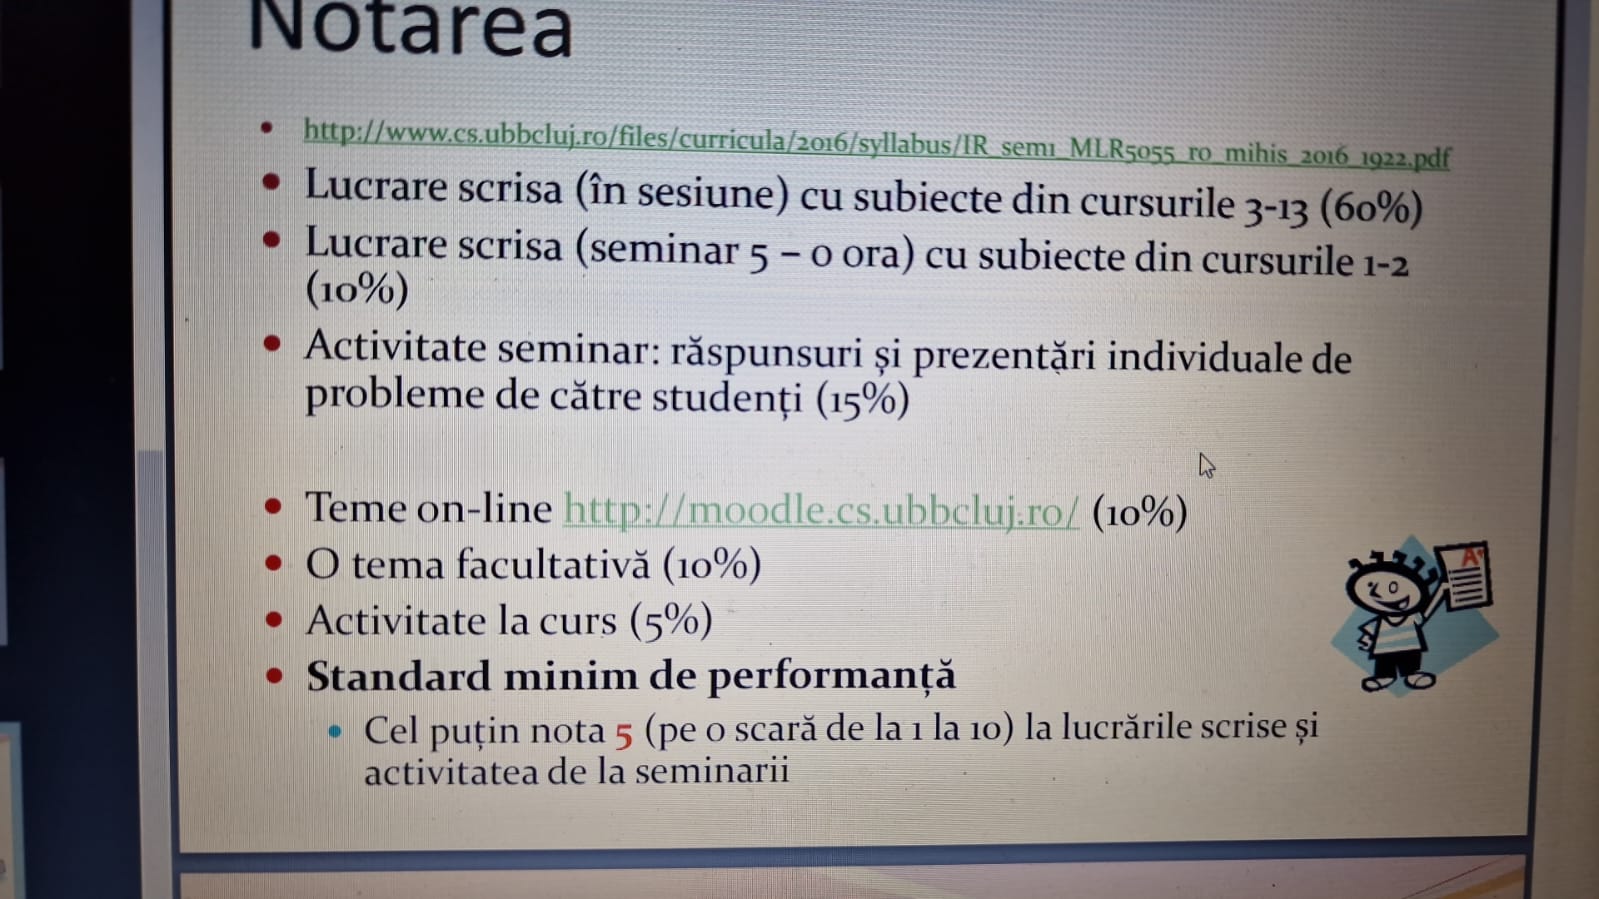 Notarea
http://www.cs.ubbcluj.ro/files/curricula/2016/syllabus/IR_sem1_MLR5055_ro_mihis_2016_1922.pdf
Lucrare scrisa (în sesiune) cu subiecte din cursurile 3-13 (60%)
Lucrare scrisa (seminar 5 – o ora) cu subiecte din cursurile 1-2
(10%)
Activitate seminar: răspunsuri și prezentări individuale de
probleme de către studenți (15%)
Teme on-line http://moodle.cs.ubbcluj.ro/ (10%)
O tema facultativă (10%)
Activitate la curs (5%)
Standard minim de performanță
Cel puțin nota 5 (pe o scară de la 1 la 10) la lucrările scrise și
activitatea de la seminarii
A+